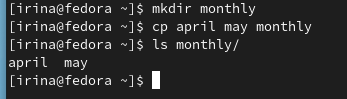 [irina@fedora ~]$ mkdir monthly
[irina@fedora ~]$ cp april may monthly
[irina@fedora ~]$ ls monthly/
april  may
[irina@fedora ~]$